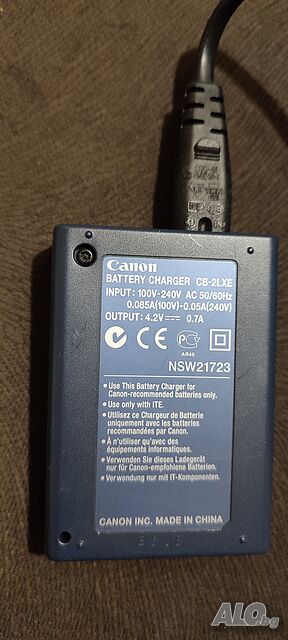 Canon
BATTERY CHARGER CB-2LXE
INPUT: 100V-240V AC 50/60Hz
0.085A(100V)-0.05A(240V)
OUTPUT: 4.2V⎓ 0.7A
CE
AR46
NSW21723
• Use This Battery Charger for
Canon-recommended batteries only.
• Use only with ITE.
• Utilisez ce Chargeur de Batterie
uniquement avec les batteries
recommandées par Canon.
• À n'utiliser qu'avec des
équipements informatiques.
• Verwenden Sie dieses Ladegerät
nur für Canon-empfohlene Batterien.
• Verwendung nur mit IT-Komponenten.
CANON INC. MADE IN CHINA
ALO.bg